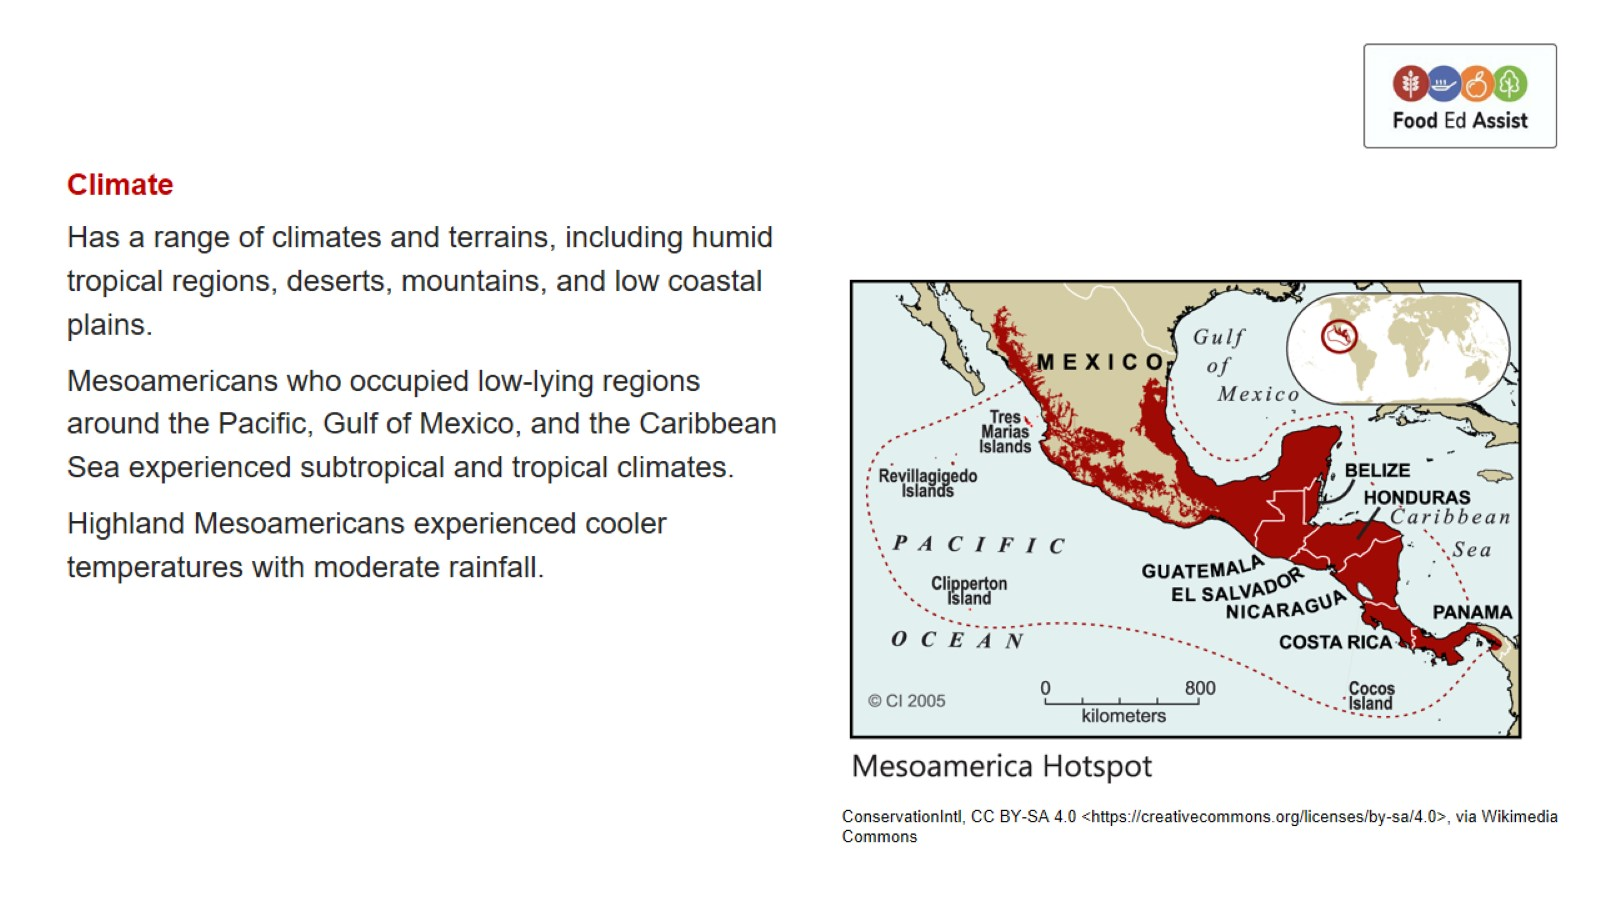 Food Ed Assist
Climate
Has a range of climates and terrains, including humid
tropical regions, deserts, mountains, and low coastal
plains.
Mesoamericans who occupied low-lying regions
around the Pacific, Gulf of Mexico, and the Caribbean
Sea experienced subtropical and tropical climates.
Highland Mesoamericans experienced cooler
temperatures with moderate rainfall.
Gulf
of
Mexico
MEXICO
Tres
Marias
Islands
Revillagigedo
Islands
BELIZE
HONDURAS
Caribbean
Sea
PACIFIC
GUATEMALA
EL SALVADOR
NICARAGUA
Clipperton
Island
PANAMA
OCEAN
COSTA RICA
Cocos
Island
© CI 2005
0 800
kilometers
Mesoamerica Hotspot
ConservationIntl, CC BY-SA 4.0 <https://creativecommons.org/licenses/by-sa/4.0>, via Wikimedia
Commons